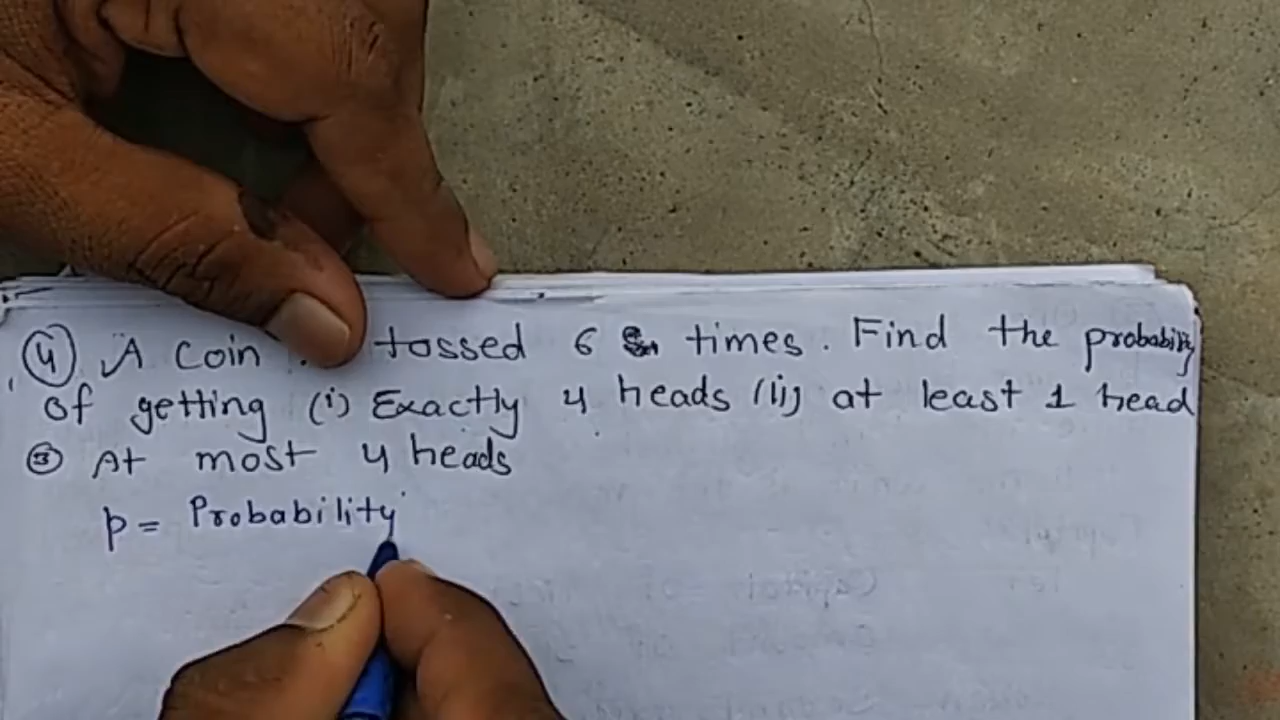 (4) A Coin tossed 6 times. Find the probability
of getting (i) Exactly 4 heads (ii) at least 1 head
③ At most 4 heads
p = Probability